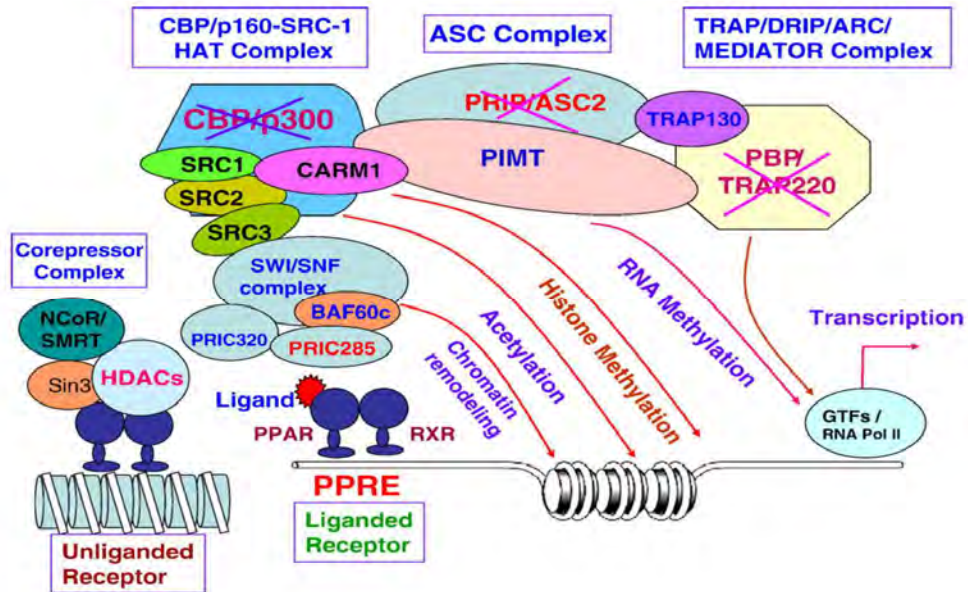 CBP/p160-SRC-1
HAT Complex
ASC Complex
TRAP/DRIP/ARC/
MEDIATOR Complex
CBP/p300
PRIP/ASC2
TRAP130
SRC1
CARM1
PIMT
PBP/
TRAP220
SRC2
SRC3
Corepressor
Complex
SWI/SNF
complex
BAF60c
NCoR/
SMRT
PRIC320
PRIC285
Sin3
HDACs
Ligand
PPAR
RXR
Chromatin
remodeling
Acetylation
Histone Methylation
RNA Methylation
Transcription
GTFs /
RNA Pol II
PPRE
Liganded
Receptor
Unliganded
Receptor